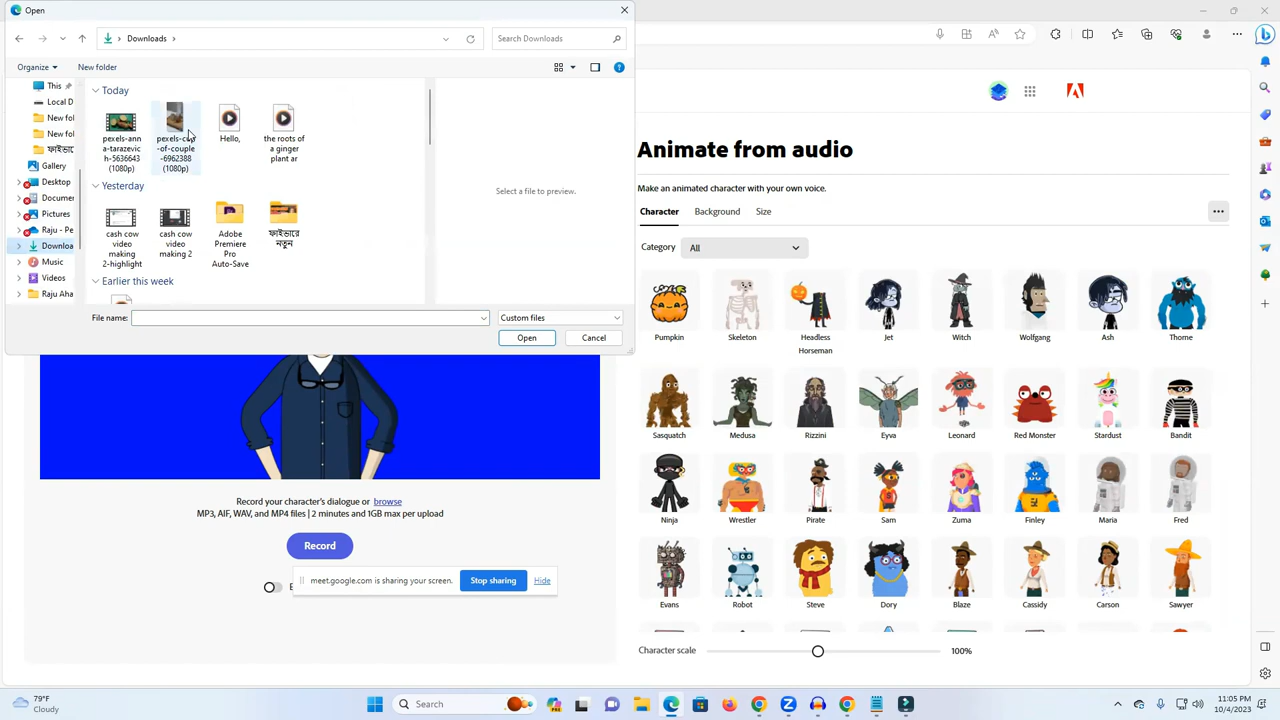 Open
Downloads
Search Downloads
Organize
New folder
This
Local D
New fol
New fol
ফাইভারে
Gallery
Desktop
Documer
Pictures
Raju - Pe
Downloa
Music
Videos
Raju Aha
Today
pexels-ann
a-tarazevic
h-5636643
(1080p)
pexels-cup
-of-couple
-6962388
(1080p)
Hello,
the roots of
a ginger
plant ar
Yesterday
cash cow
video
making
2-highlight
cash cow
video
making 2
Adobe
Premiere
Pro
Auto-Save
ফাইভারে
নতুন
Earlier this week
Select a file to preview.
File name:
Custom files
Open
Cancel
Animate from audio
Make an animated character with your own voice.
Character
Background
Size
Category
All
Pumpkin
Skeleton
Headless
Horseman
Jet
Witch
Wolfgang
Ash
Thorne
Sasquatch
Medusa
Rizzini
Eyva
Leonard
Red Monster
Stardust
Bandit
Ninja
Wrestler
Pirate
Sam
Zuma
Finley
Maria
Fred
Evans
Robot
Steve
Dory
Blaze
Cassidy
Carson
Sawyer
Character scale
100%
Record your character's dialogue or browse
MP3, AIF, WAV, and MP4 files | 2 minutes and 1GB max per upload
Record
E
meet.google.com is sharing your screen.
Stop sharing
Hide
79°F
Cloudy
Search
11:05 PM
10/4/2023